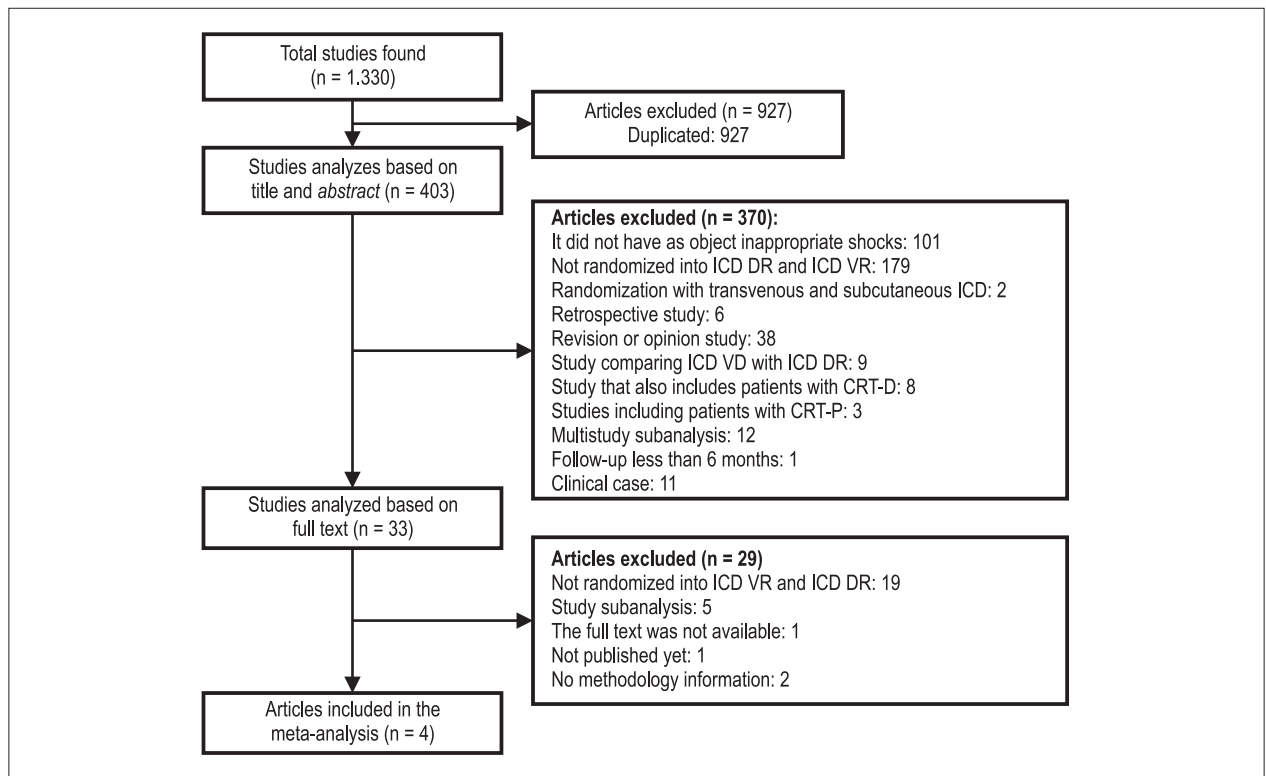 Total studies found
(n = 1.330)
Articles excluded (n = 927)
Duplicated: 927
Studies analyzes based on
title and abstract (n = 403)
Articles excluded (n = 370):
It did not have as object inappropriate shocks: 101
Not randomized into ICD DR and ICD VR: 179
Randomization with transvenous and subcutaneous ICD: 2
Retrospective study: 6
Revision or opinion study: 38
Study comparing ICD VD with ICD DR: 9
Study that also includes patients with CRT-D: 8
Studies including patients with CRT-P: 3
Multistudy subanalysis: 12
Follow-up less than 6 months: 1
Clinical case: 11
Studies analyzed based on
full text (n = 33)
Articles excluded (n = 29)
Not randomized into ICD VR and ICD DR: 19
Study subanalysis: 5
The full text was not available: 1
Not published yet: 1
No methodology information: 2
Articles included in the
meta-analysis (n = 4)